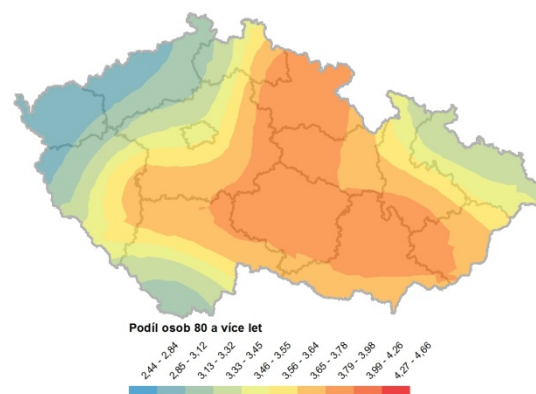 Podíl osob 80 a více let
2,44 - 2,84
2,85 - 3,12
3,13 - 3,32
3,33 - 3,45
3,46 - 3,55
3,56 - 3,64
3,65 - 3,78
3,79 - 3,98
3,99 - 4,26
4,27 - 4,66